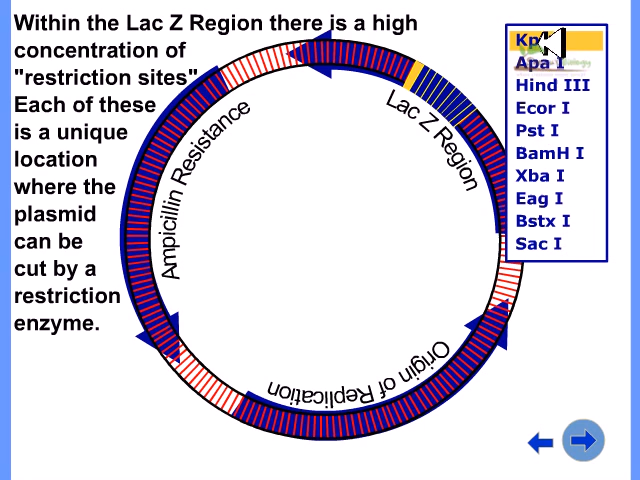 Within the Lac Z Region there is a high
concentration of
"restriction sites"
Each of these
is a unique
location
where the
plasmid
can be
cut by a
restriction
enzyme.
Ampicillin Resistance
Lac Z Region
Origin of Replication
Kp
Apa I
Hind III
Ecor I
Pst I
BamH I
Xba I
Eag I
Bstx I
Sac I